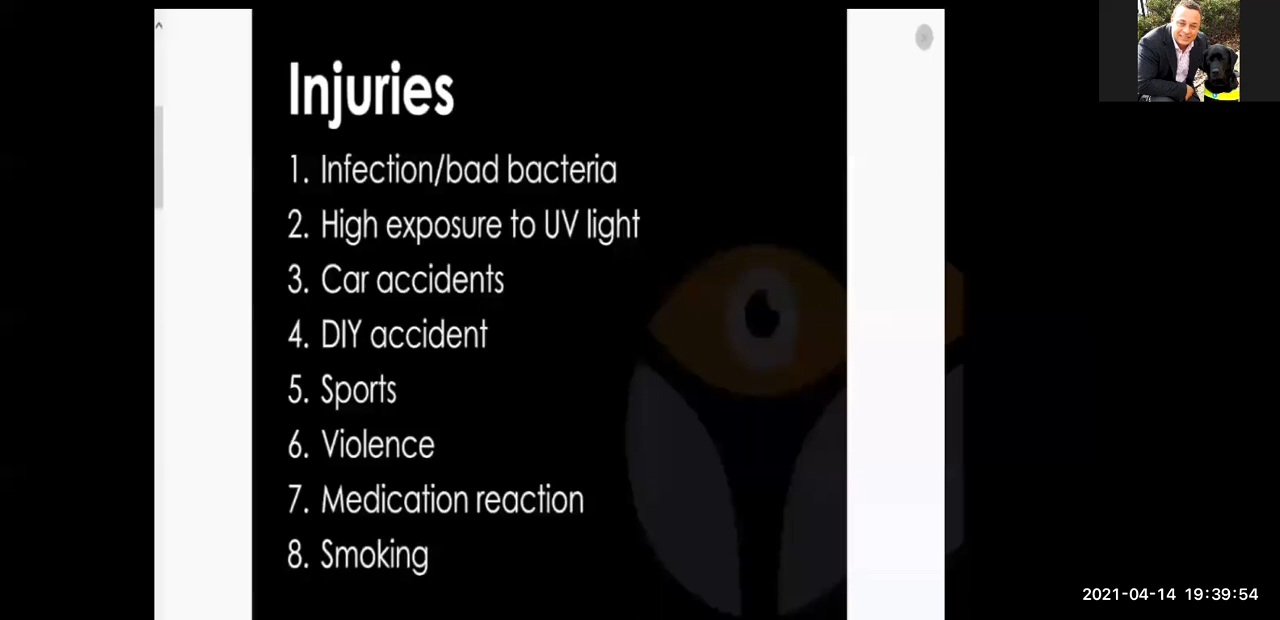 Injuries
1. Infection/bad bacteria
2. High exposure to UV light
3. Car accidents
4. DIY accident
5. Sports
6. Violence
7. Medication reaction
8. Smoking
2021-04-14 19:39:54